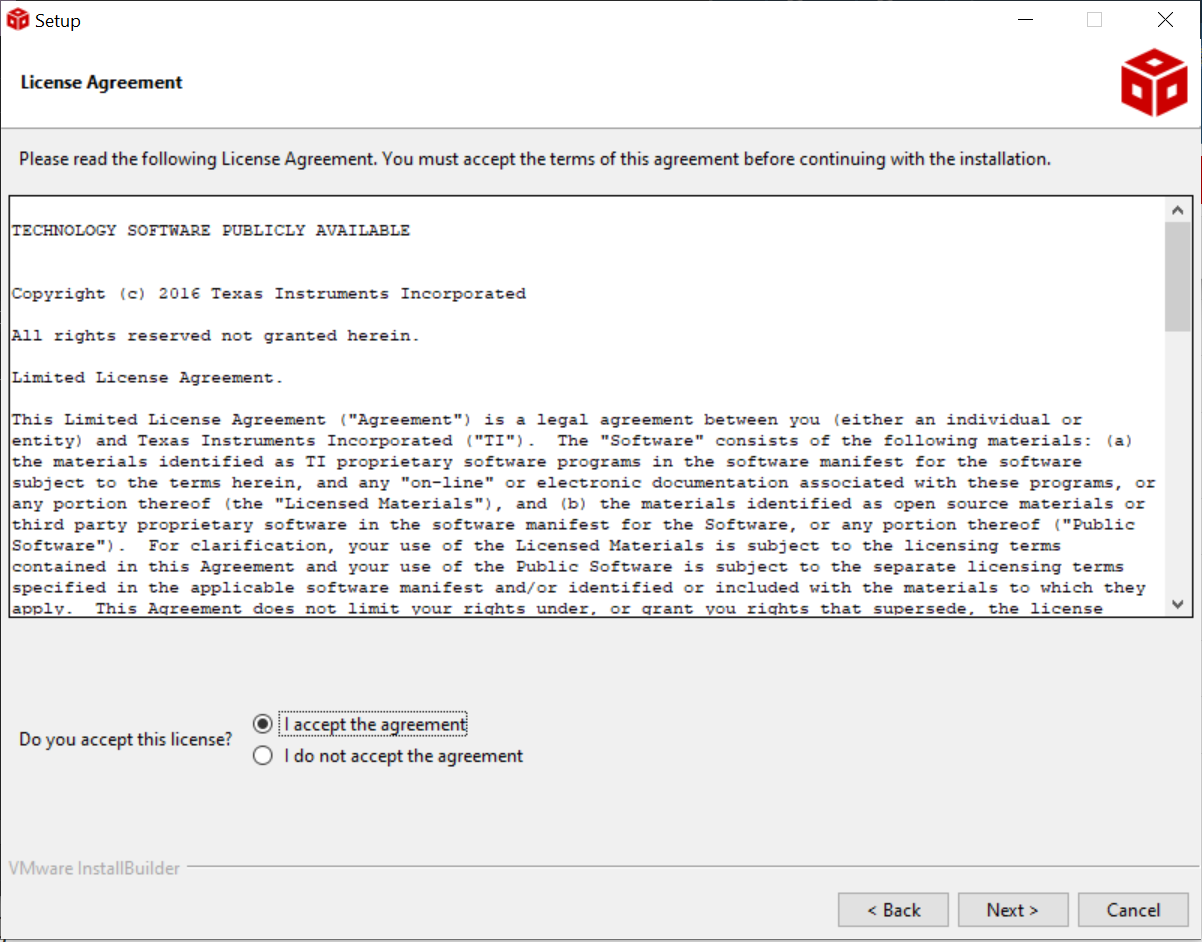 Setup
License Agreement
Please read the following License Agreement. You must accept the terms of this agreement before continuing with the installation.
TECHNOLOGY SOFTWARE PUBLICLY AVAILABLE
Copyright (c) 2016 Texas Instruments Incorporated
All rights reserved not granted herein.
Limited License Agreement.
This Limited License Agreement ("Agreement") is a legal agreement between you (either an individual or
entity) and Texas Instruments Incorporated ("TI").  The "Software" consists of the following materials: (a)
the materials identified as TI proprietary software programs in the software manifest for the software
subject to the terms herein, and any "on-line" or electronic documentation associated with these programs, or
any portion thereof (the "Licensed Materials"), and (b) the materials identified as open source materials or
third party proprietary software in the software manifest for the Software, or any portion thereof ("Public
Software").  For clarification, your use of the Licensed Materials is subject to the licensing terms
contained in this Agreement and your use of the Public Software is subject to the separate licensing terms
specified in the applicable software manifest and/or identified or included with the materials to which they
apply.  This Agreement does not limit your rights under, or grant you rights that supersede, the license
Do you accept this license?
I accept the agreement
I do not accept the agreement
VMware InstallBuilder
< Back
Next >
Cancel